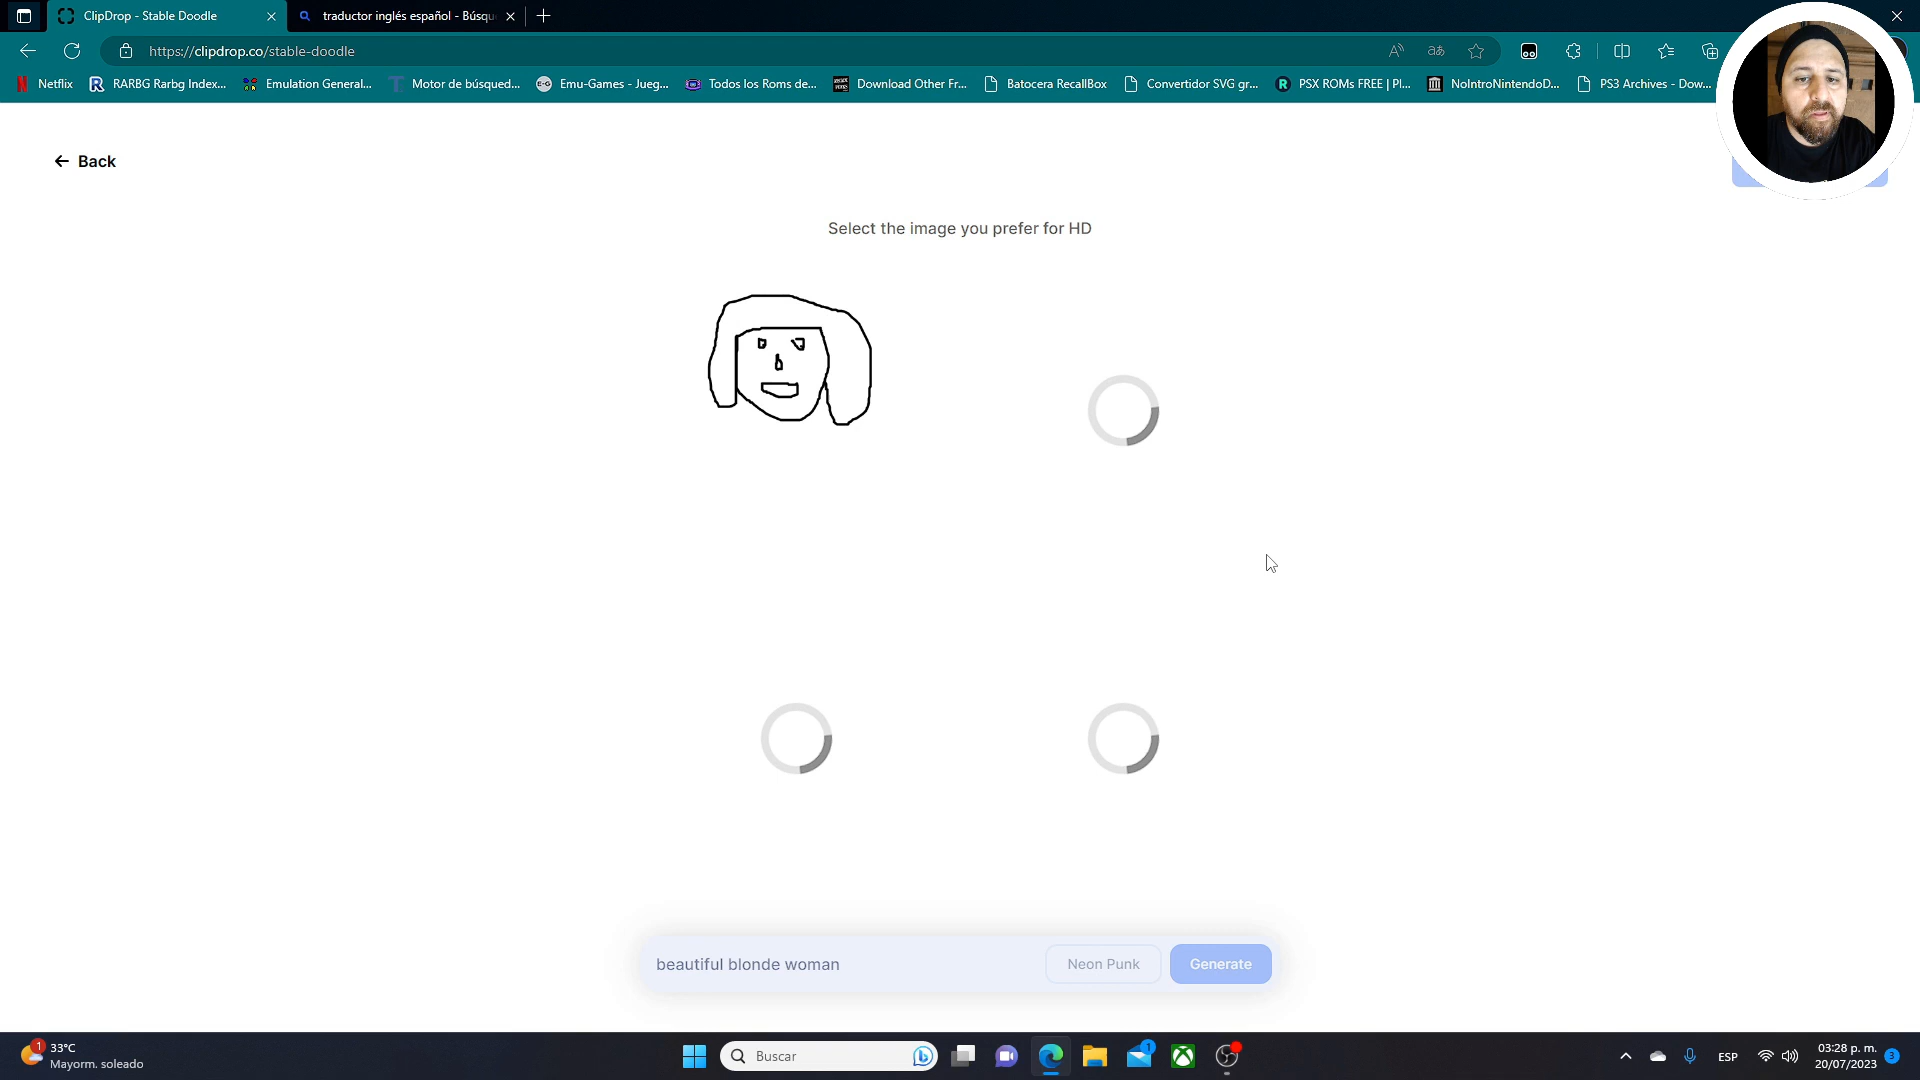 ClipDrop - Stable Doodle
traductor inglés español - Búsqu
https://clipdrop.co/stable-doodle
Netflix
RARBG Rarbg Index...
Emulation General...
Motor de búsqued...
Emu-Games - Jueg...
Todos los Roms de...
Download Other Fr...
Batocera RecallBox
Convertidor SVG gr...
PSX ROMs FREE | Pl...
NoIntroNintendoD...
PS3 Archives - Dow...
Back
Select the image you prefer for HD
beautiful blonde woman
Neon Punk
Generate
1
33°C
Mayorm. soleado
Buscar
1
ESP
03:28 p. m.
20/07/2023
3